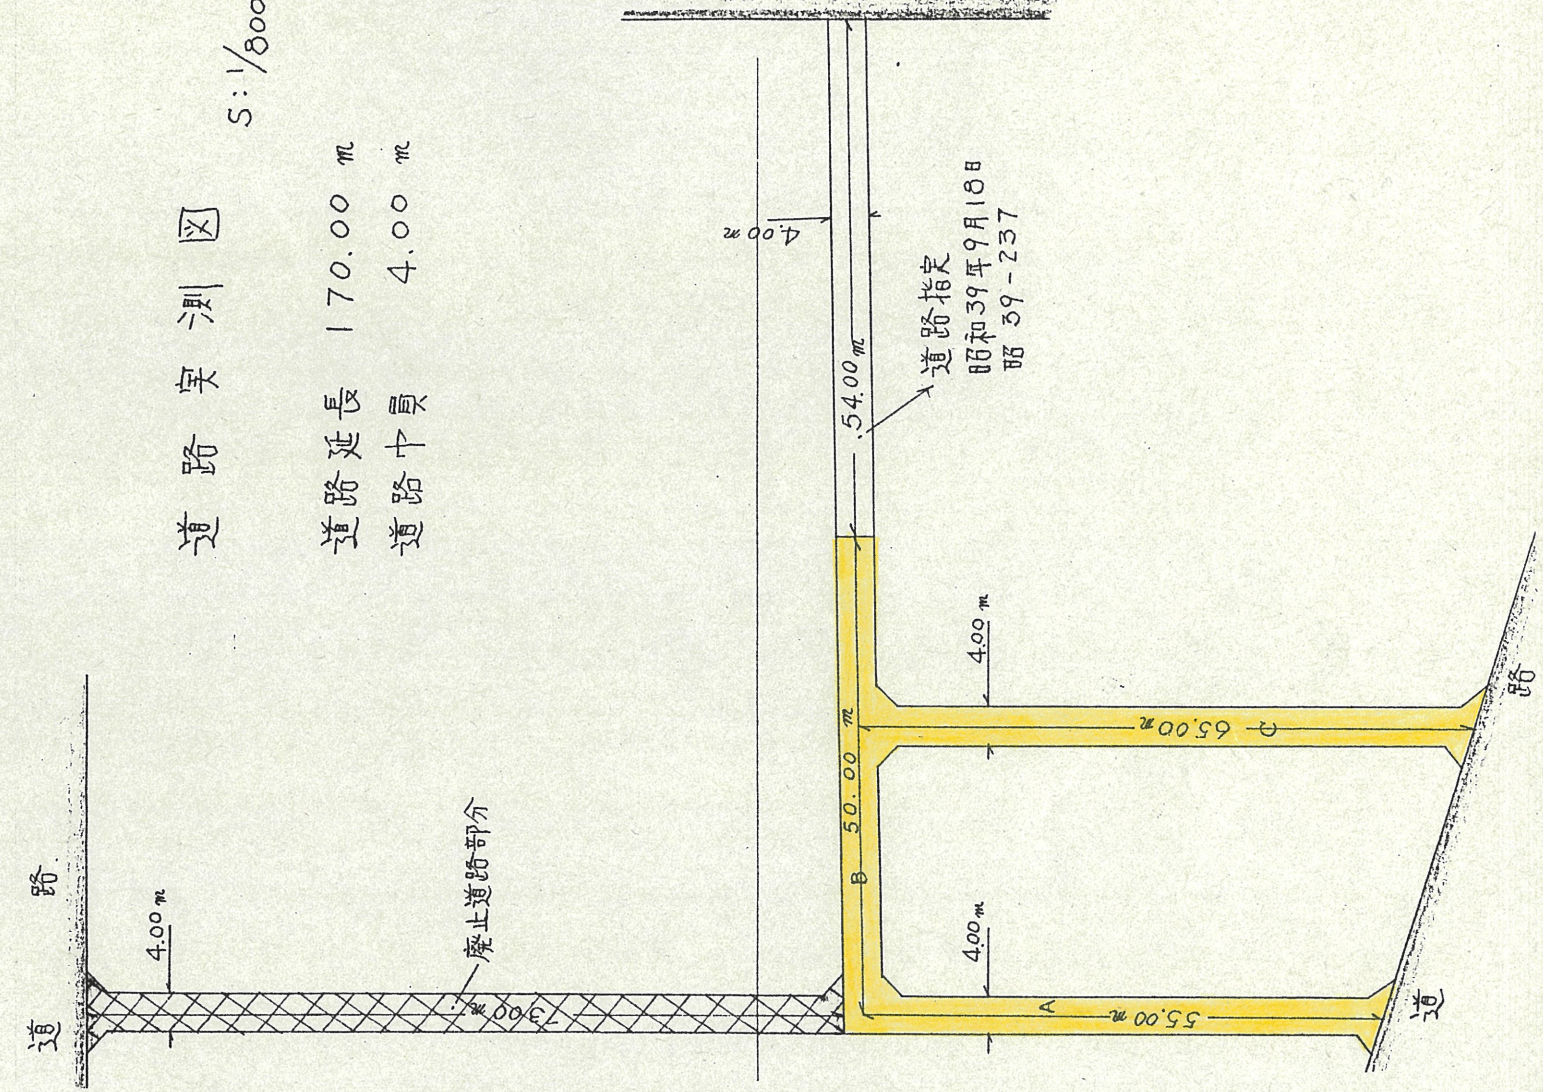 道路実測図
S:1/800
道路延長 170.00 m
道路巾員 4.00 m
道路
4.00 m
廃止道路部分
73.00 m
4.00 m
54.00 m
道路指定
昭和39年9月18日
昭 39-237
B 50.00 m
4.00 m
A 55.00 m
4.00 m
65.00 m
道路